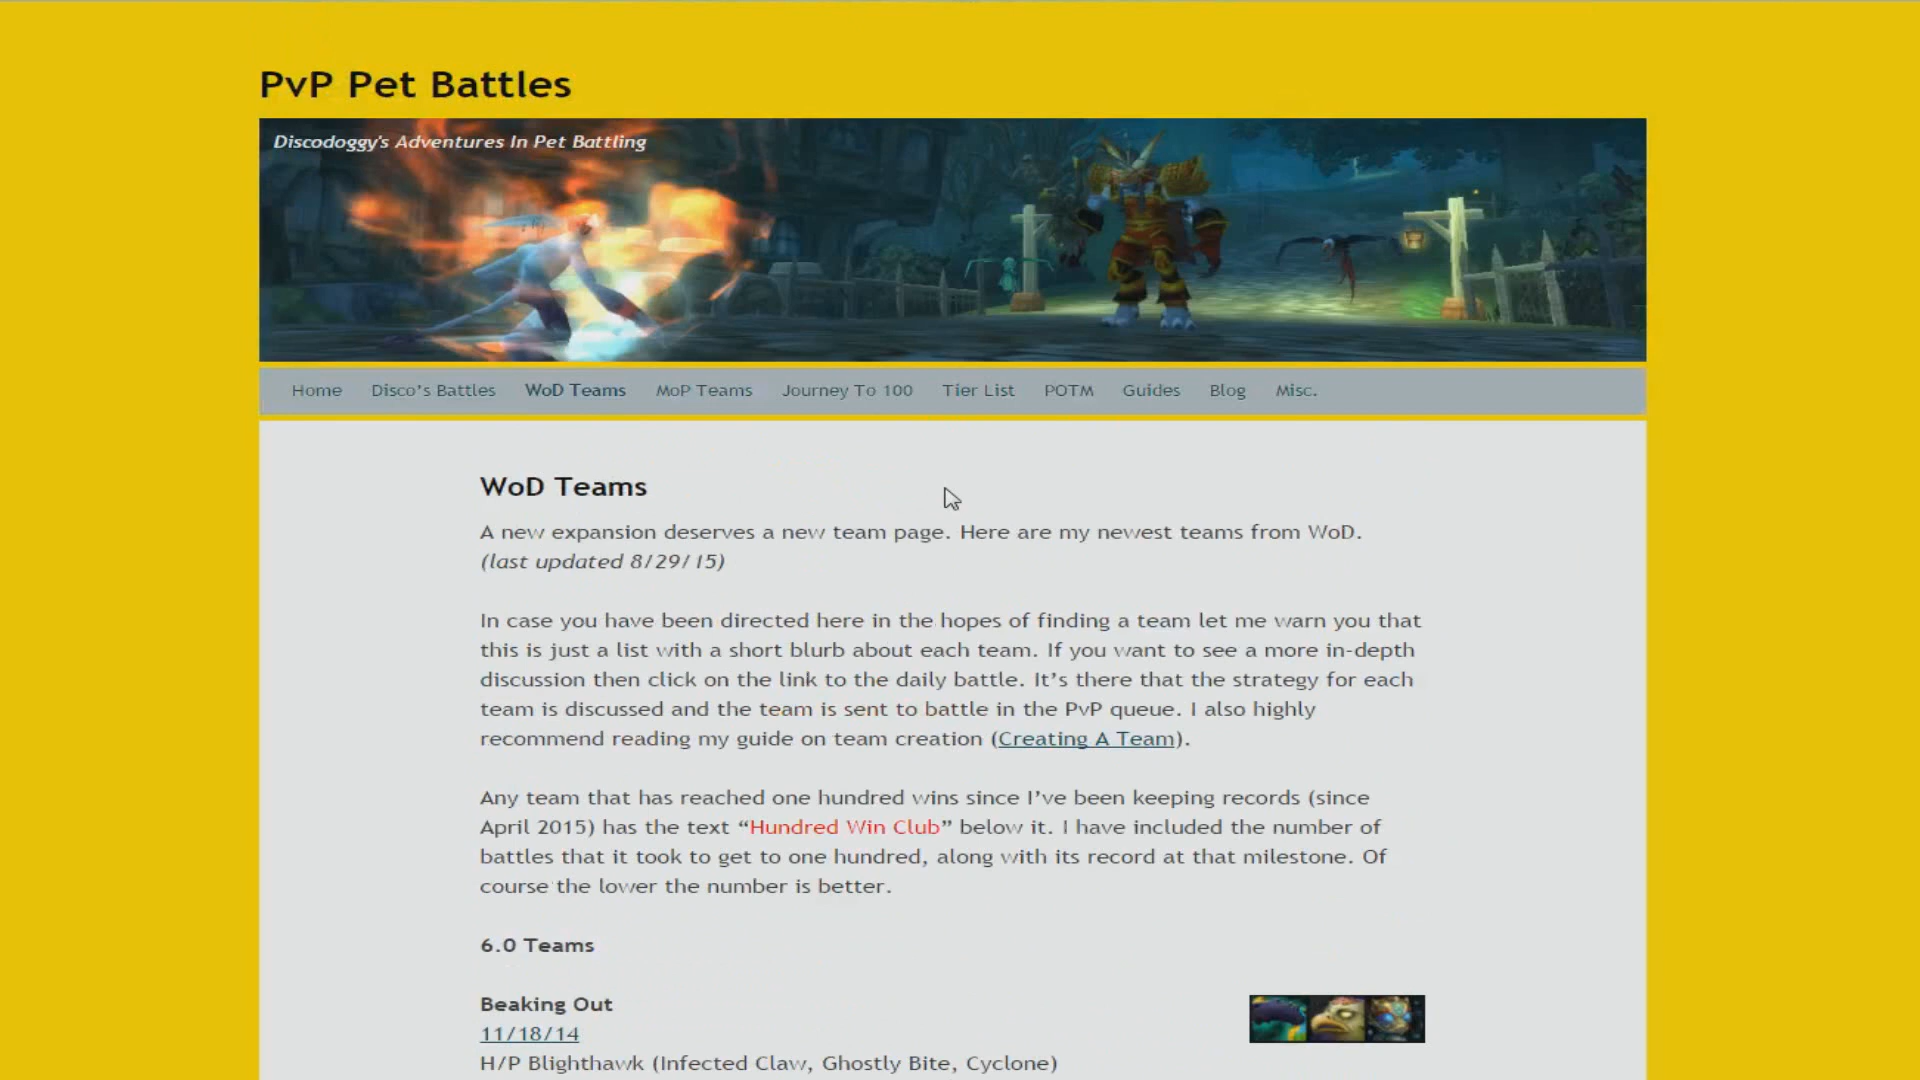 PvP Pet Battles
Discodoggy's Adventures In Pet Battling
Home Disco's Battles WoD Teams MoP Teams Journey To 100 Tier List POTM Guides Blog Misc.
WoD Teams
A new expansion deserves a new team page. Here are my newest teams from WoD.
(last updated 8/29/15)
In case you have been directed here in the hopes of finding a team let me warn you that
this is just a list with a short blurb about each team. If you want to see a more in-depth
discussion then click on the link to the daily battle. It's there that the strategy for each
team is discussed and the team is sent to battle in the PvP queue. I also highly
recommend reading my guide on team creation (Creating A Team).
Any team that has reached one hundred wins since I've been keeping records (since
April 2015) has the text “Hundred Win Club” below it. I have included the number of
battles that it took to get to one hundred, along with its record at that milestone. Of
course the lower the number is better.
6.0 Teams
Beaking Out
11/18/14
H/P Blighthawk (Infected Claw, Ghostly Bite, Cyclone)